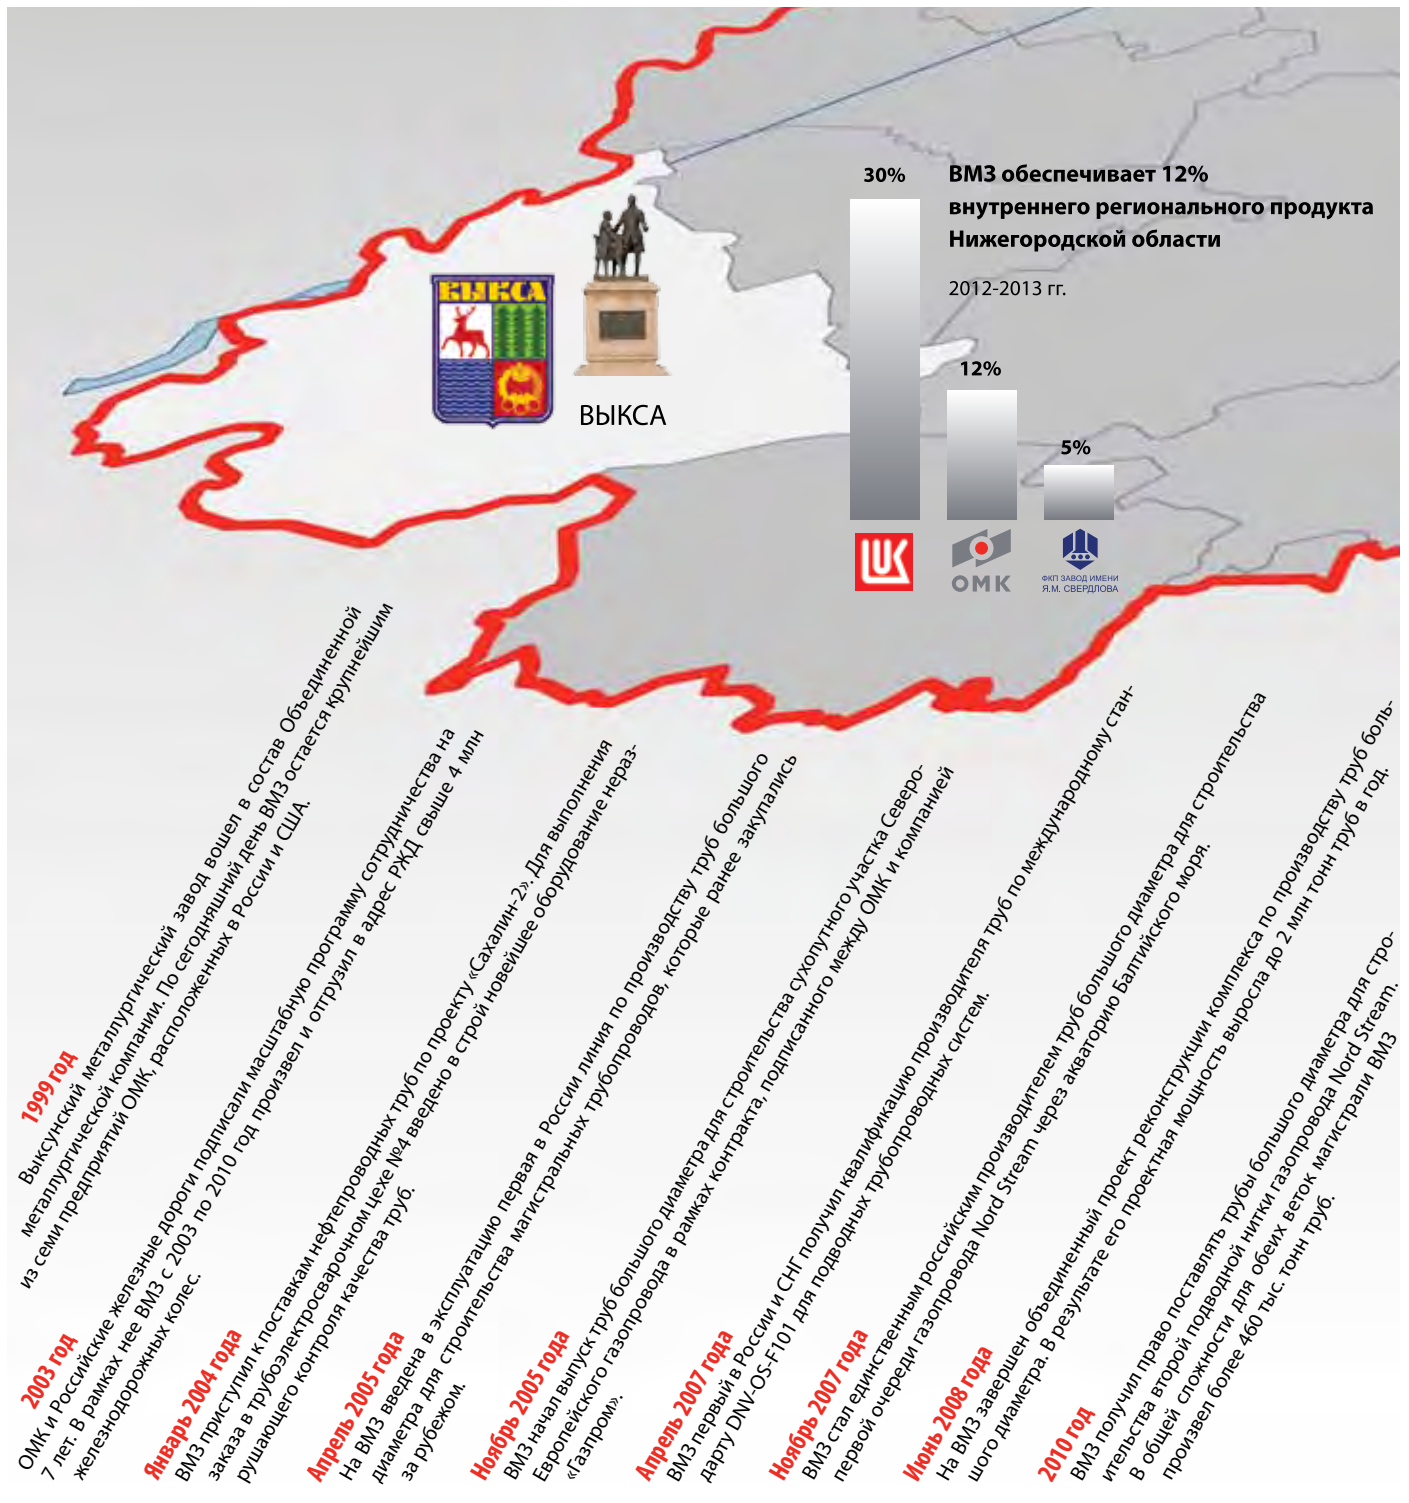 30%
ВМЗ обеспечивает 12%
внутреннего регионального продукта
Нижегородской области
2012-2013 гг.
12%
5%
LUK
ОМК
ФКП ЗАВОД ИМЕНИ
Я.М. СВЕРДЛОВА
ВЫКСА
ВЫКСА
1999 год
Выксунский металлургический завод вошел в состав Объединенной
металлургической компании. По сегодняшний день ВМЗ остается крупнейшим
из семи предприятий ОМК, расположенных в России и США.
2003 год
ОМК и Российские железные дороги подписали масштабную программу сотрудничества на
7 лет. В рамках нее ВМЗ с 2003 по 2010 год произвел и отгрузил в адрес РЖД свыше 4 млн
железнодорожных колес.
Январь 2004 года
ВМЗ приступил к поставкам нефтепроводных труб по проекту «Сахалин-2». Для выполнения
заказа в трубоэлектросварочном цехе №4 введено в строй новейшее оборудование нераз-
рушающего контроля качества труб.
Апрель 2005 года
На ВМЗ введена в эксплуатацию первая в России линия по производству труб большого
диаметра для строительства магистральных трубопроводов, которые ранее закупались
за рубежом.
Ноябрь 2005 года
ВМЗ начал выпуск труб большого диаметра для строительства сухопутного участка Северо-
Европейского газопровода в рамках контракта, подписанного между ОМК и компанией
«Газпром».
Апрель 2007 года
ВМЗ первый в России и СНГ получил квалификацию производителя труб по международному стан-
дарту DNV-OS-F101 для подводных трубопроводных систем.
Ноябрь 2007 года
ВМЗ стал единственным российским производителем труб большого диаметра для строительства
первой очереди газопровода Nord Stream через акваторию Балтийского моря.
Июнь 2008 года
На ВМЗ завершен объединенный проект реконструкции комплекса по производству труб боль-
шого диаметра. В результате его проектная мощность выросла до 2 млн тонн труб в год.
2010 год
ВМЗ получил право поставлять трубы большого диаметра для стро-
ительства второй подводной нитки газопровода Nord Stream.
В общей сложности для обеих веток магистрали ВМЗ
произвел более 460 тыс. тонн труб.